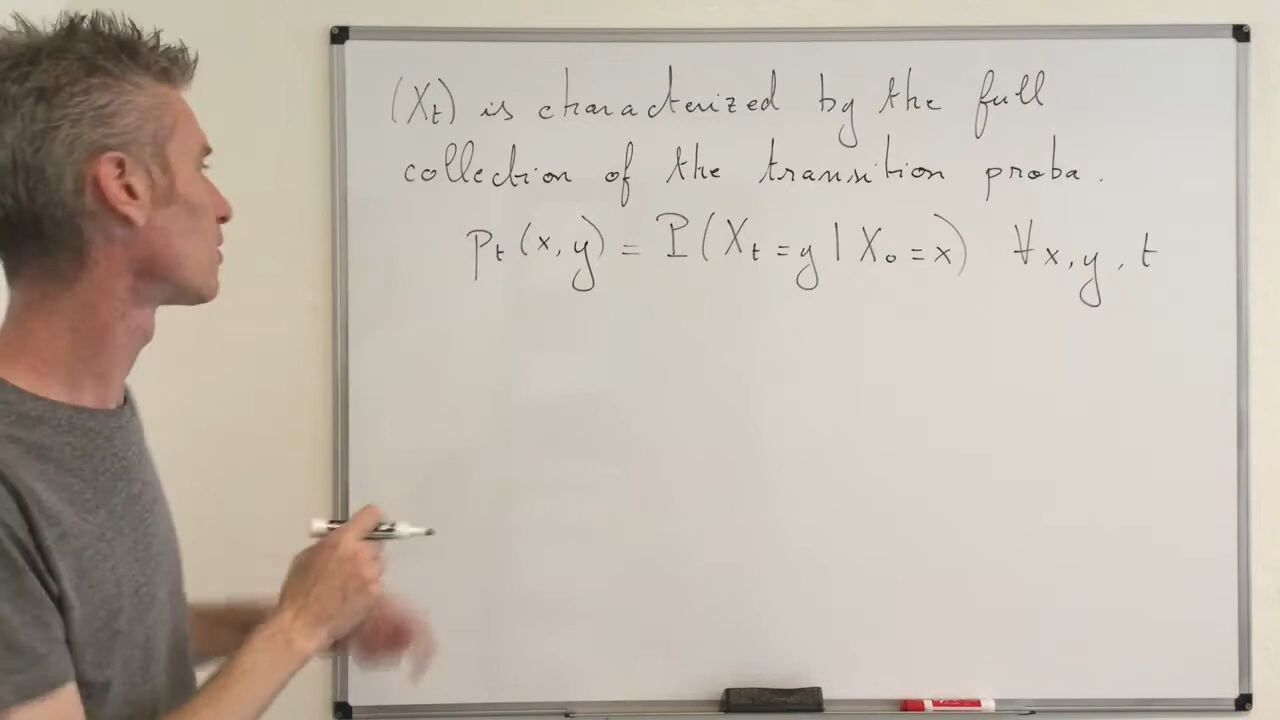 (Xt) is characterized by the full
collection of the transition proba.
pt(x,y) = P(Xt = y | X0 = x) ∀x,y,t